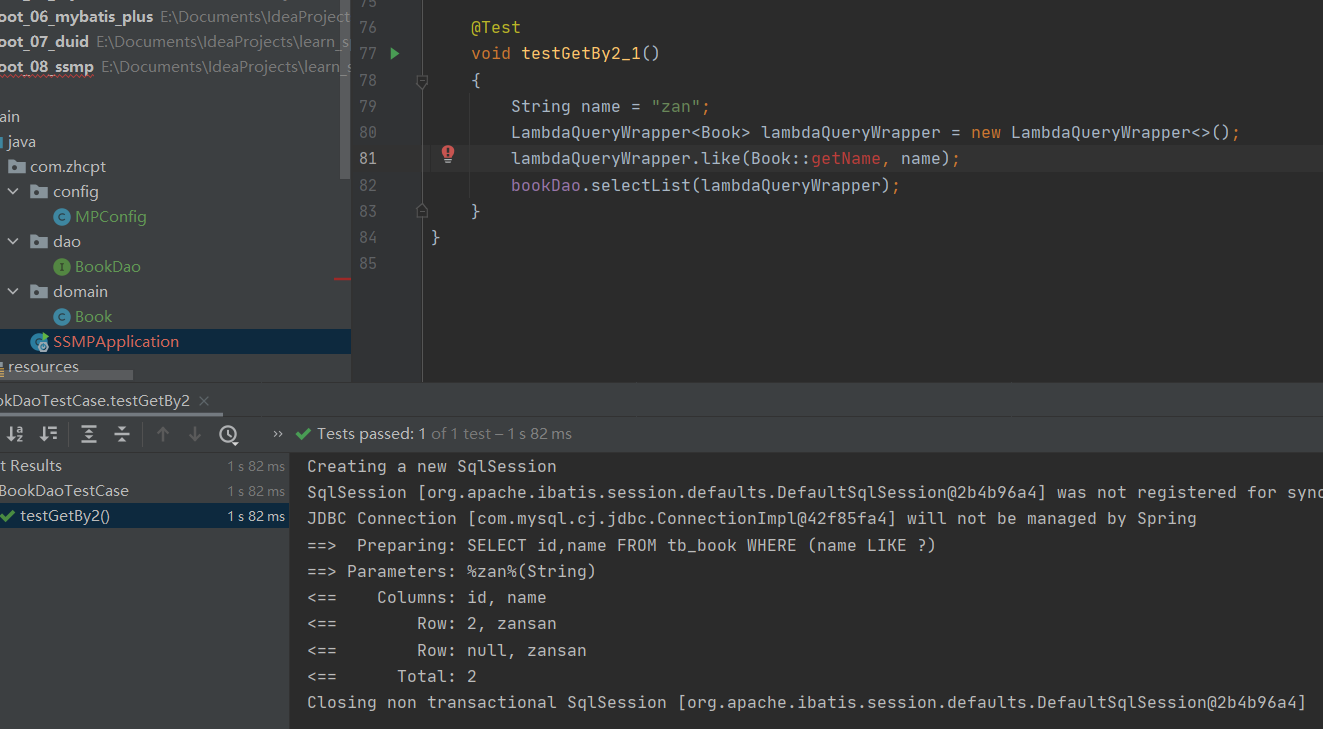 oot_06_mybatis_plus E:\Documents\IdeaProject
oot_07_duid E:\Documents\IdeaProjects\learn_s
oot_08_ssmp E:\Documents\IdeaProjects\learn_s
ain
java
com.zhcpt
config
MPConfig
dao
BookDao
domain
Book
SSMPApplication
resources
75
76 @Test
77 void testGetBy2_1()
78 {
79 String name = "zan";
80 LambdaQueryWrapper<Book> lambdaQueryWrapper = new LambdaQueryWrapper<>();
81 lambdaQueryWrapper.like(Book::getName, name);
82 bookDao.selectList(lambdaQueryWrapper);
83 }
84 }
85
okDaoTestCase.testGetBy2 ×
» Tests passed: 1 of 1 test – 1 s 82 ms
t Results 1 s 82 ms
BookDaoTestCase 1 s 82 ms
testGetBy2() 1 s 82 ms
Creating a new SqlSession
SqlSession [org.apache.ibatis.session.defaults.DefaultSqlSession@2b4b96a4] was not registered for sync
JDBC Connection [com.mysql.cj.jdbc.ConnectionImpl@42f85fa4] will not be managed by Spring
==>  Preparing: SELECT id,name FROM tb_book WHERE (name LIKE ?)
==> Parameters: %zan%(String)
<==    Columns: id, name
<==        Row: 2, zansan
<==        Row: null, zansan
<==      Total: 2
Closing non transactional SqlSession [org.apache.ibatis.session.defaults.DefaultSqlSession@2b4b96a4]